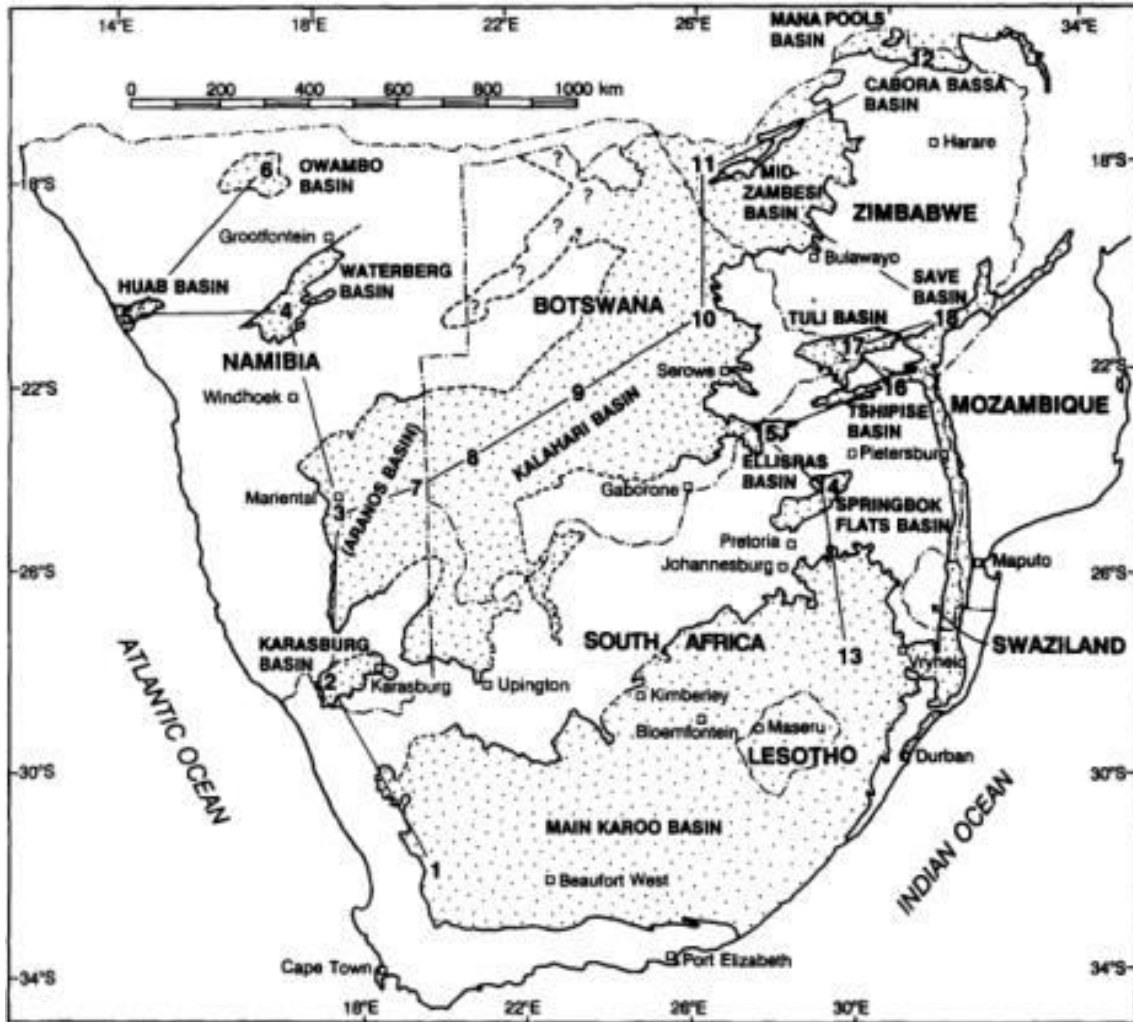 14°E
18°E
22°E
26°E
34°E
MANA POOLS
BASIN
12
0 200 400 600 800 1000 km
CABORA BASSA
BASIN
Harare
18°S
6
OWAMBO
BASIN
11
MID-
ZAMBESI
BASIN
18°S
ZIMBABWE
?
?
?
?
?
Grootfontein
Bulawayo
HUAB BASIN
WATERBERG
BASIN
SAVE
BASIN
BOTSWANA
4
10
TULI BASIN
18
17
NAMIBIA
Serowe
22°S
22°S
Windhoek
9
16
MOZAMBIQUE
TSHIPISE
BASIN
KALAHARI BASIN
5
8
Pietersburg
ELLISRAS
BASIN
(ARANOS BASIN)
Mariental
7
Gaborone
4
3
SPRINGBOK
FLATS BASIN
Pretoria
Johannesburg
Maputo
26°S
26°S
SOUTH AFRICA
SWAZILAND
KARASBURG
BASIN
13
Vryheid
2
Karasburg
Upington
Kimberley
Bloemfontein
Maseru
LESOTHO
Durban
30°S
30°S
ATLANTIC OCEAN
MAIN KAROO BASIN
INDIAN OCEAN
1
Beaufort West
Cape Town
Port Elizabeth
34°S
34°S
18°E
22°E
26°E
30°E